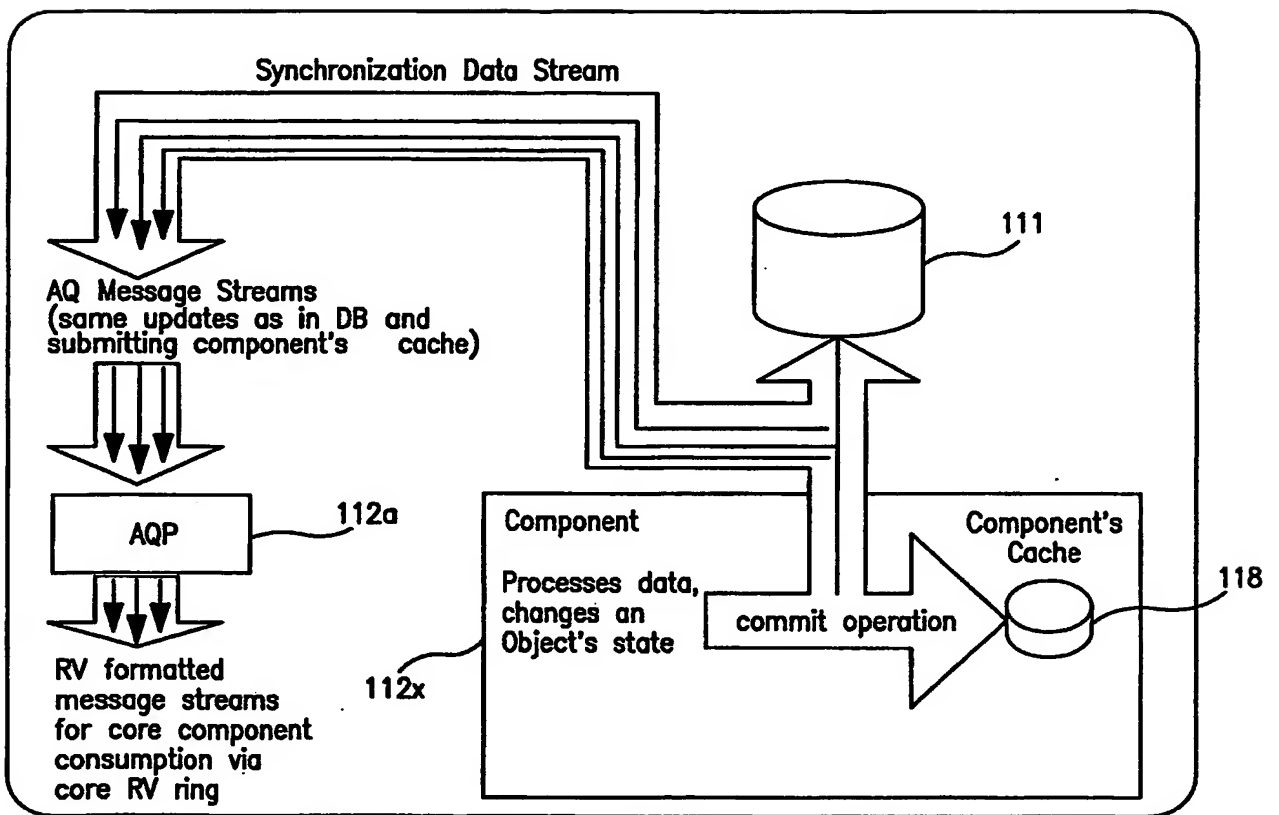 Synchronization Data Stream
111
AQ Message Streams
(same updates as in DB and
submitting component's cache)
AQP
112a
Component
Processes data,
changes an
Object's state
commit operation
Component's
Cache
118
112x
RV formatted
message streams
for core component
consumption via
core RV ring